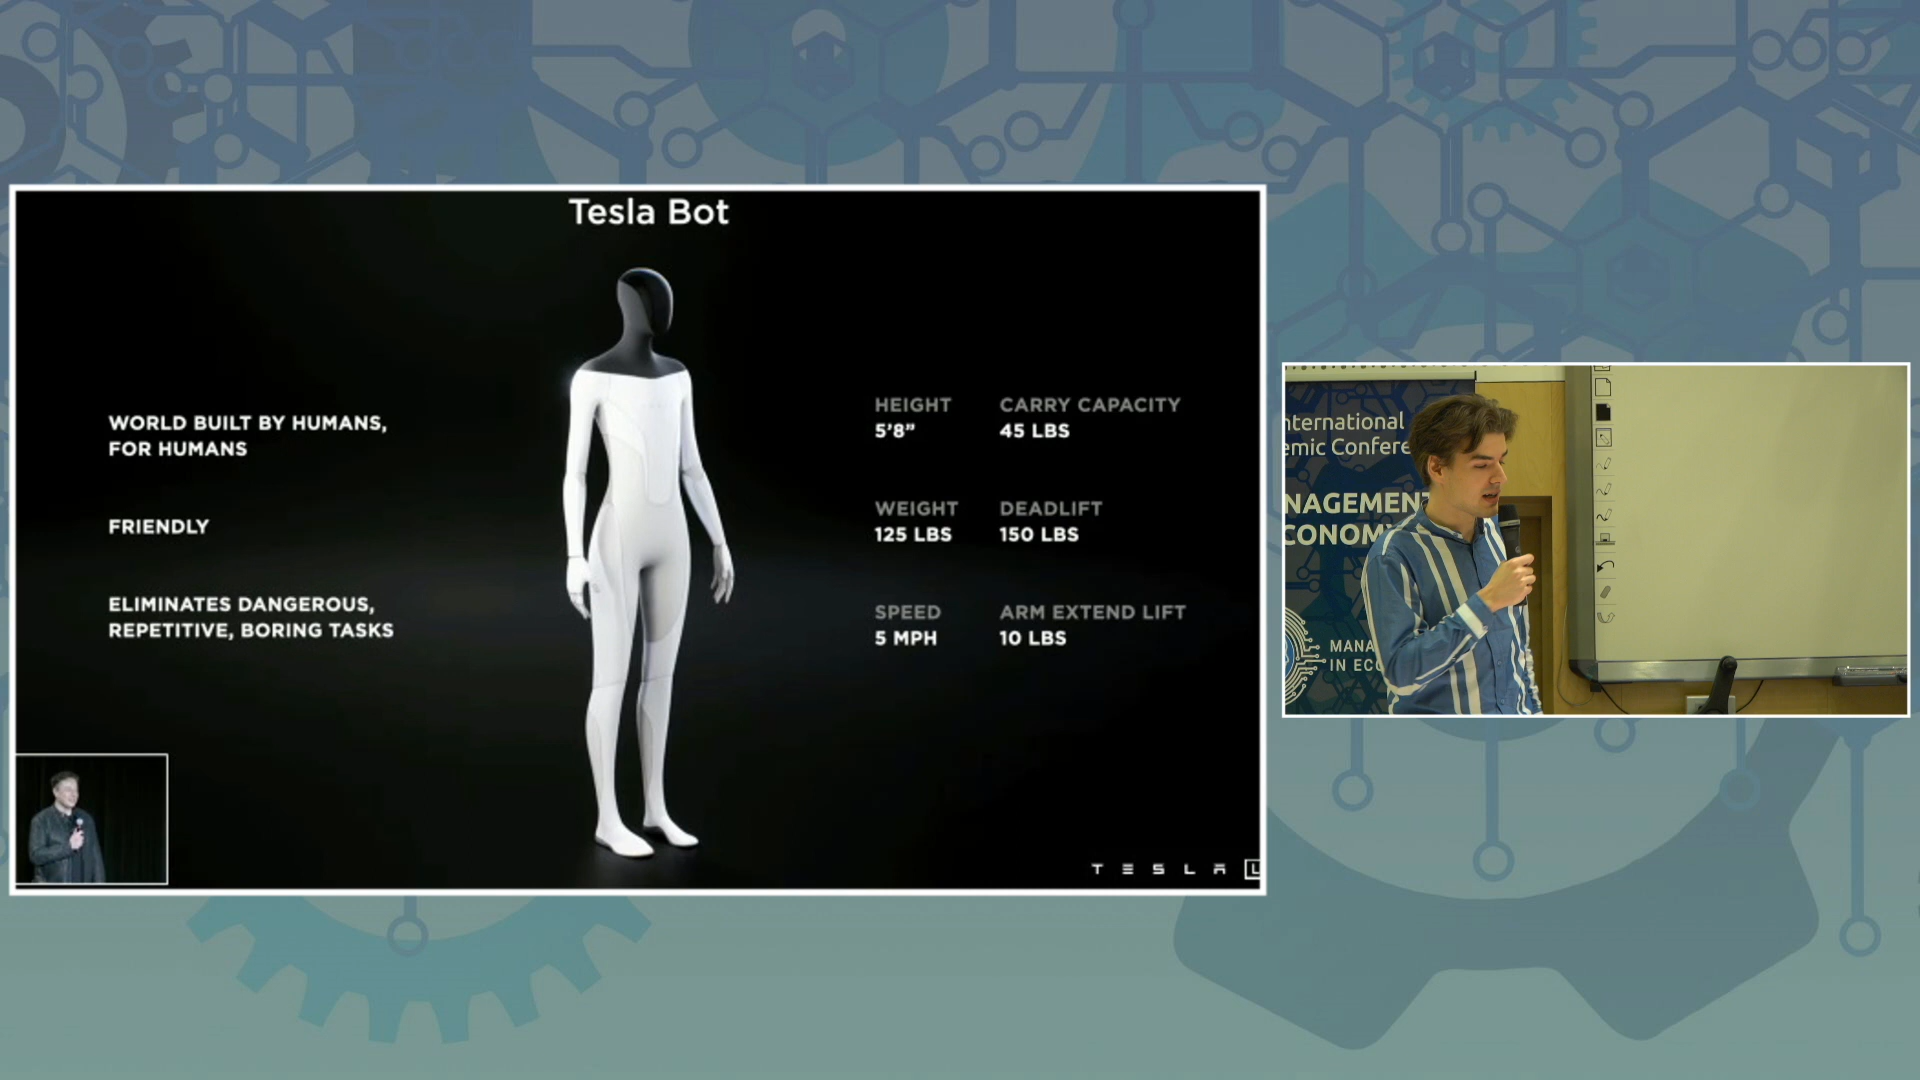 Tesla Bot
WORLD BUILT BY HUMANS,
FOR HUMANS
FRIENDLY
ELIMINATES DANGEROUS,
REPETITIVE, BORING TASKS
HEIGHT
5'8”
CARRY CAPACITY
45 LBS
WEIGHT
125 LBS
DEADLIFT
150 LBS
SPEED
5 MPH
ARM EXTEND LIFT
10 LBS
TESLA
nternational
emic Confere
NAGEMENT
CONOM
MANA
IN ECO